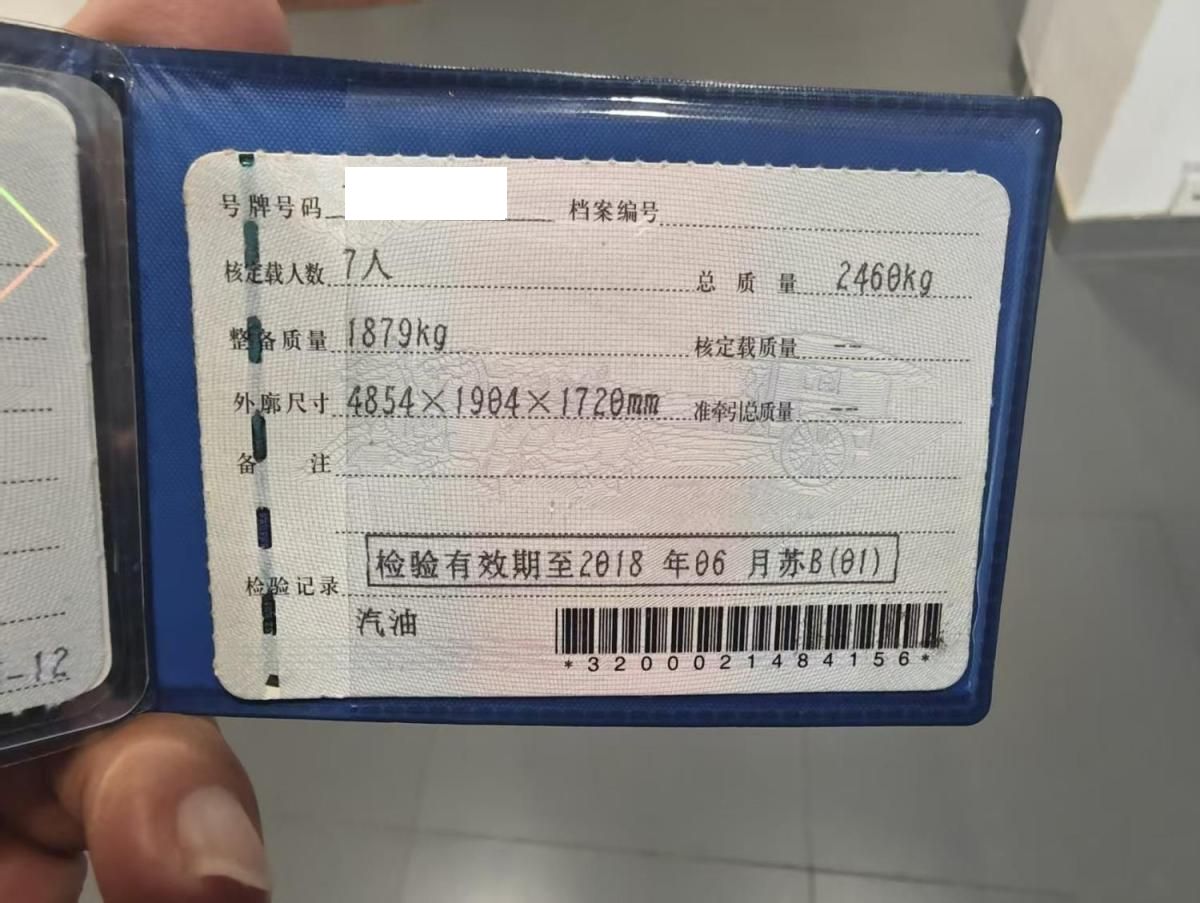 号牌号码 档案编号
核定载人数 7人 总质量 2460kg
整备质量 1879kg 核定载质量 --
外廓尺寸 4854×1904×1720mm 准牵引总质量 --
备注
检验有效期至2018 年06 月苏B(01)
检验记录
汽油
*3200021484156*
-12